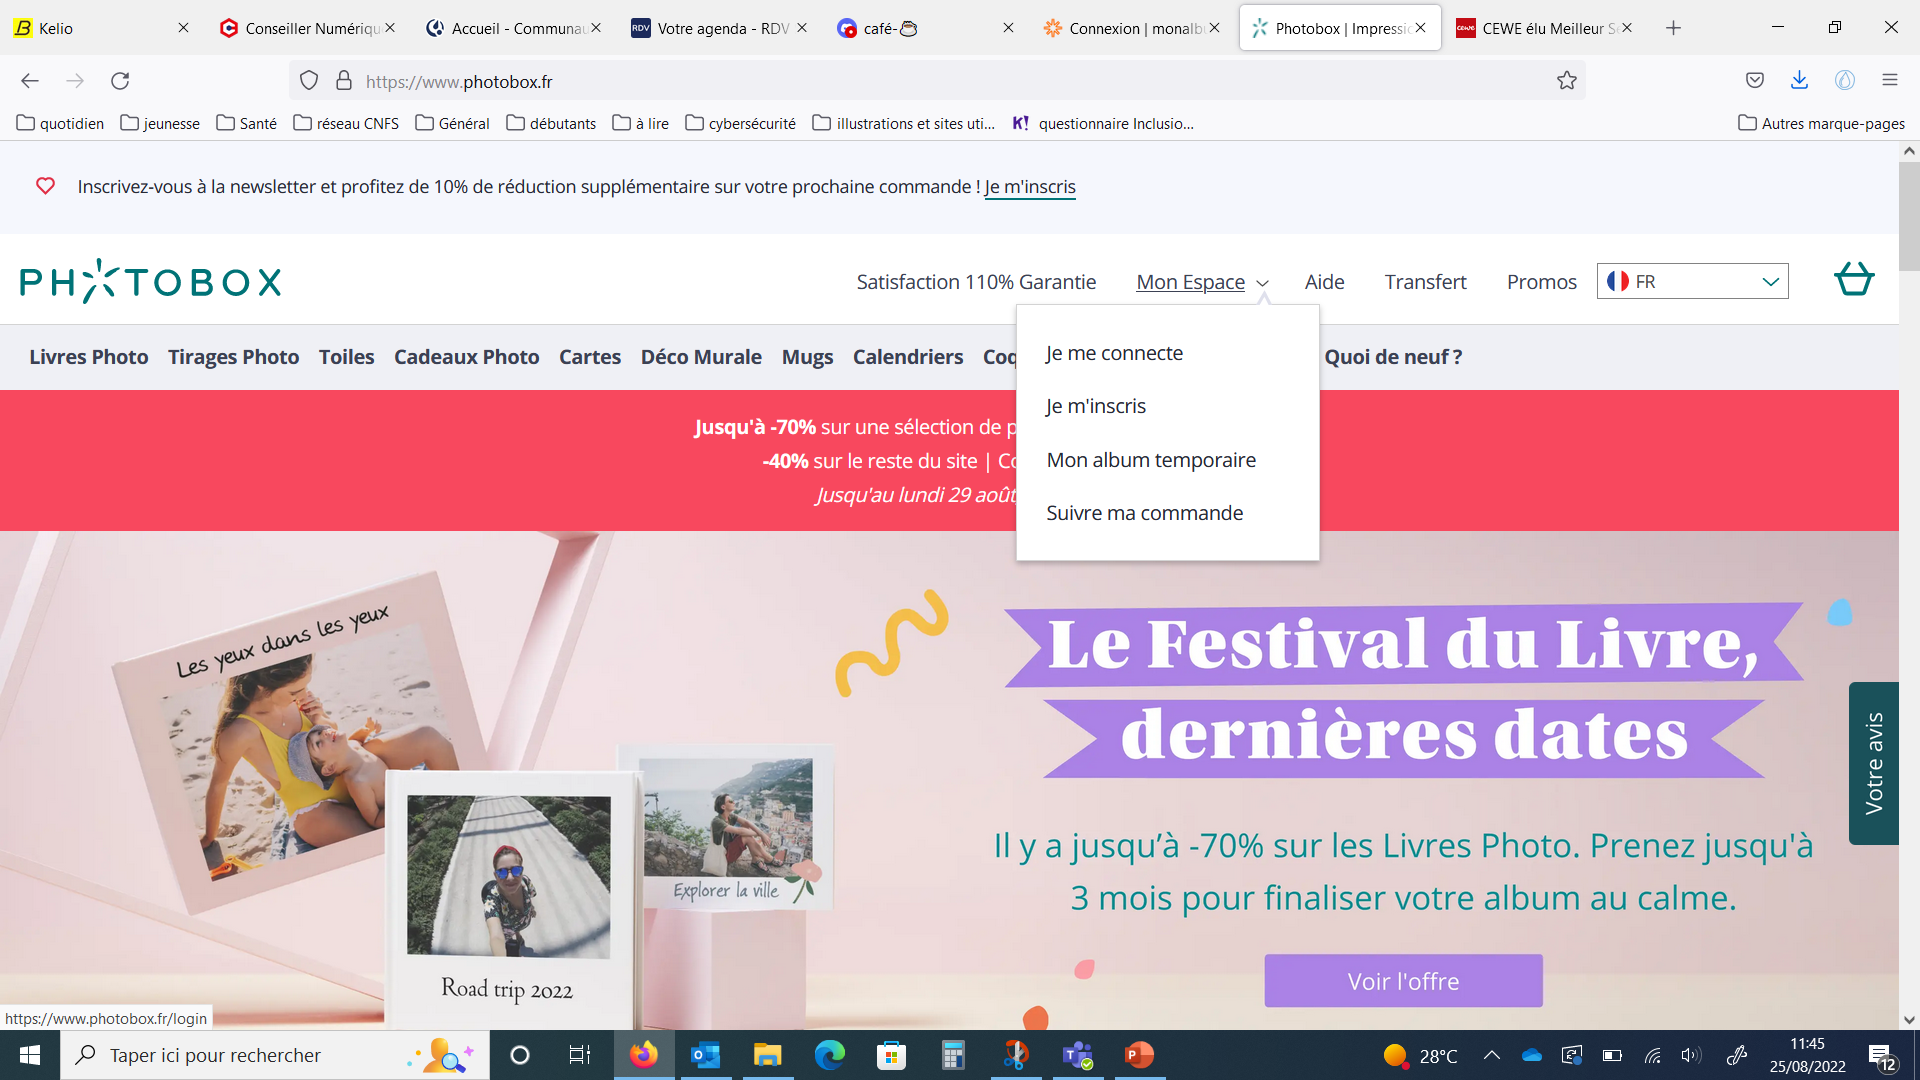 Kelio
Conseiller Numériqu
Accueil - Communau
RDV Votre agenda - RDV
café-
Connexion | monalb
Photobox | Impressic
cewe CEWE élu Meilleur Se
https://www.photobox.fr
quotidien jeunesse Santé réseau CNFS Général débutants à lire cybersécurité illustrations et sites uti... K! questionnaire Inclusio... Autres marque-pages
Inscrivez-vous à la newsletter et profitez de 10% de réduction supplémentaire sur votre prochaine commande ! Je m'inscris
PHOTOBOX
Satisfaction 110% Garantie Mon Espace Aide Transfert Promos FR
Livres Photo Tirages Photo Toiles Cadeaux Photo Cartes Déco Murale Mugs Calendriers Coq Quoi de neuf ?
Je me connecte
Je m'inscris
Mon album temporaire
Suivre ma commande
Jusqu'à -70% sur une sélection de p
-40% sur le reste du site | Co
Jusqu'au lundi 29 août,
Les yeux dans les yeux
Explorer la ville
Road trip 2022
Le Festival du Livre,
dernières dates
Il y a jusqu’à -70% sur les Livres Photo. Prenez jusqu'à
3 mois pour finaliser votre album au calme.
Voir l'offre
Votre avis
https://www.photobox.fr/login
Taper ici pour rechercher
28°C
11:45
25/08/2022
12